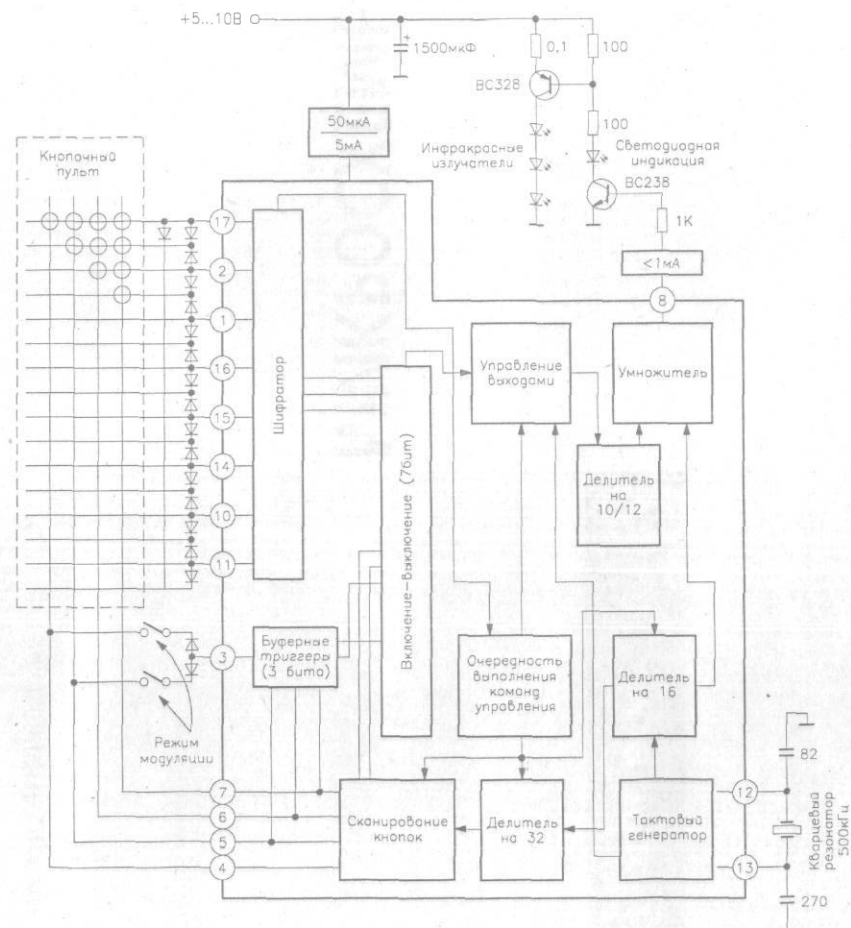 +5...10В
1500мкФ
0,1
100
BC328
100
50мкА
5мА
Кнопочный
пульт
Инфракрасные
излучатели
Светодиодная
индикация
BC238
1К
<1мА
17
2
1
16
15
14
10
11
3
8
Шифратор
Включение-выключение (7бит)
Управление
выходами
Умножитель
Делитель
на
10/12
Буферные
триггеры
(3 бита)
Очередность
выполнения
команд
управления
Делитель
на 16
Режим
модуляции
82
7
6
5
4
Сканирование
кнопок
Делитель
на 32
Тактовый
генератор
12
13
Кварцевый
резонатор
500кГц
270